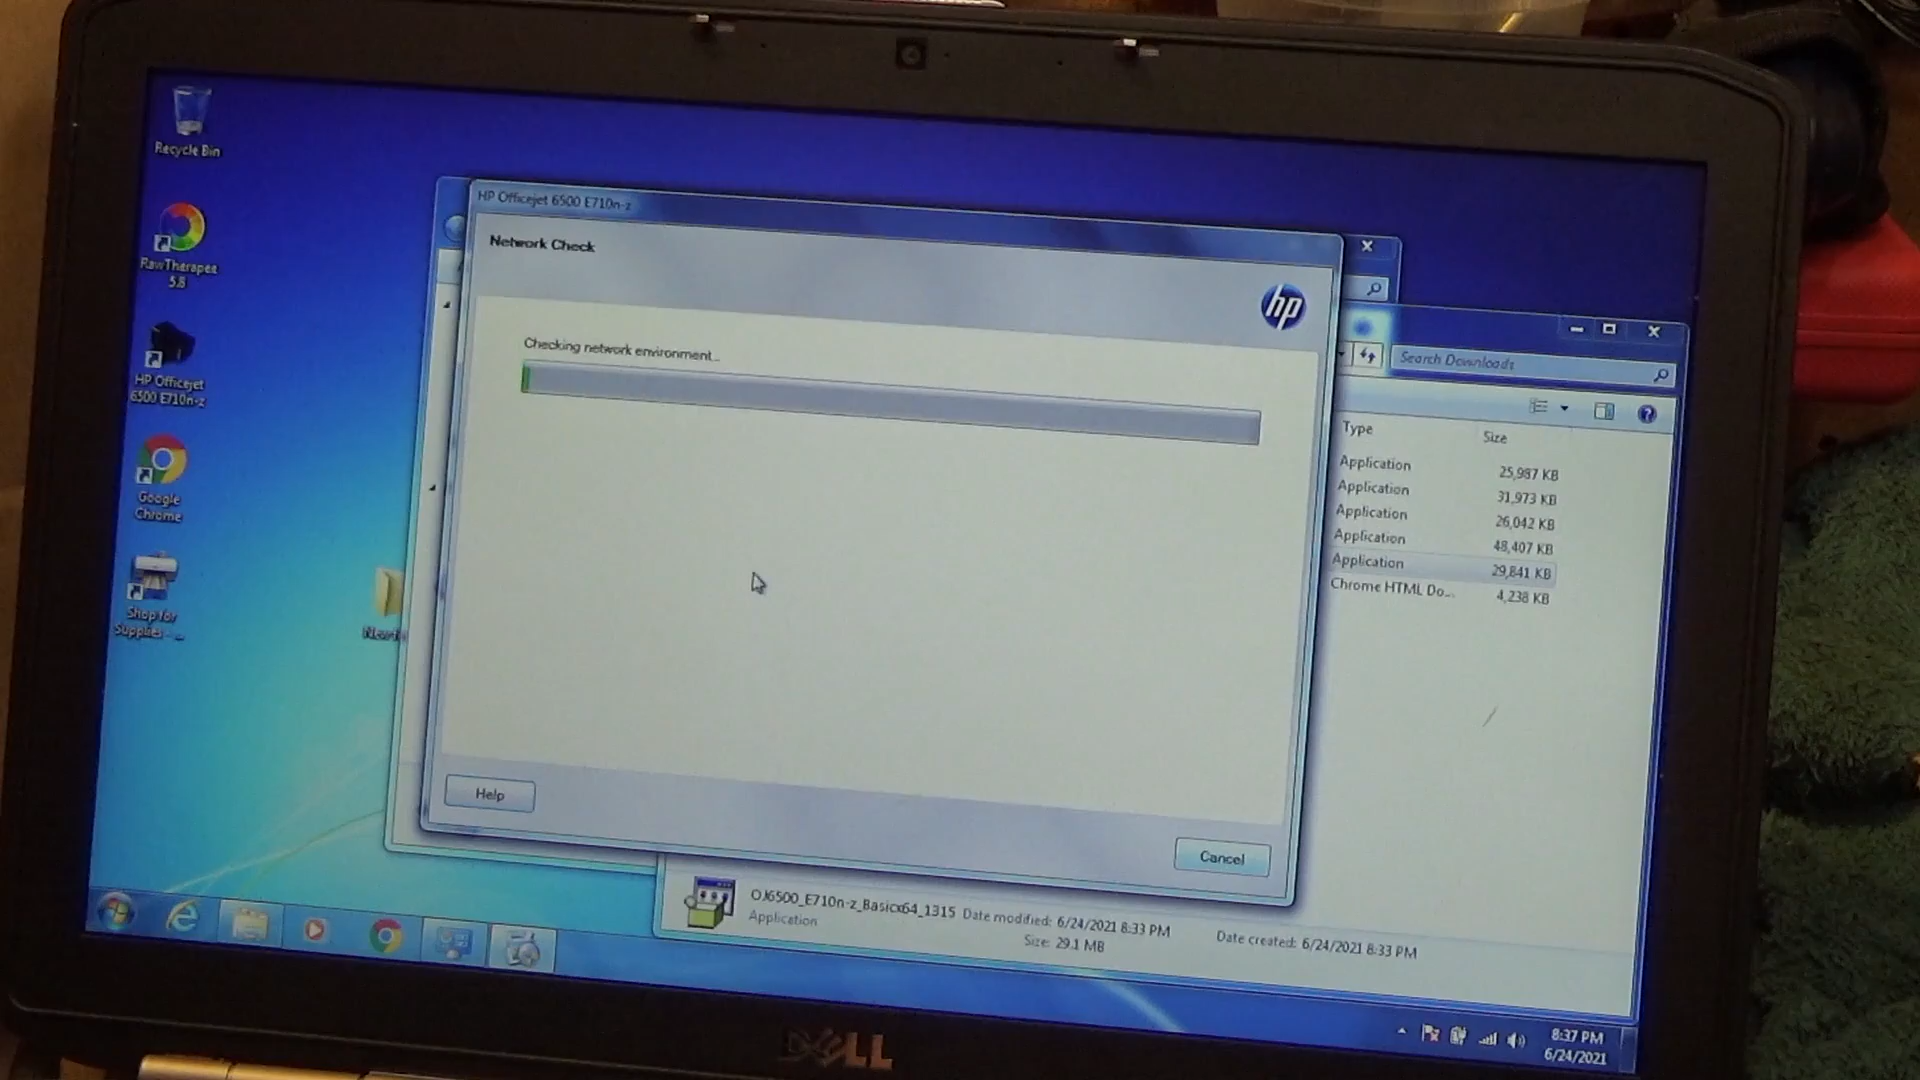 Recycle Bin
RawTherapee
5.8
HP Officejet
6500 E710n-z
Google
Chrome
Shop for
Supplies - ...
HP Officejet 6500 E710n-z
Network Check
hp
Checking network environment...
Help
Cancel
Search Downloads
Type
Size
Application
25,987 KB
Application
31,973 KB
Application
26,042 KB
Application
48,407 KB
Application
29,841 KB
Chrome HTML Do...
4,238 KB
OJ6500_E710n-z_Basicx64_1315
Date modified: 6/24/2021 8:33 PM
Date created: 6/24/2021 8:33 PM
Application
Size: 29.1 MB
8:37 PM
6/24/2021
DELL